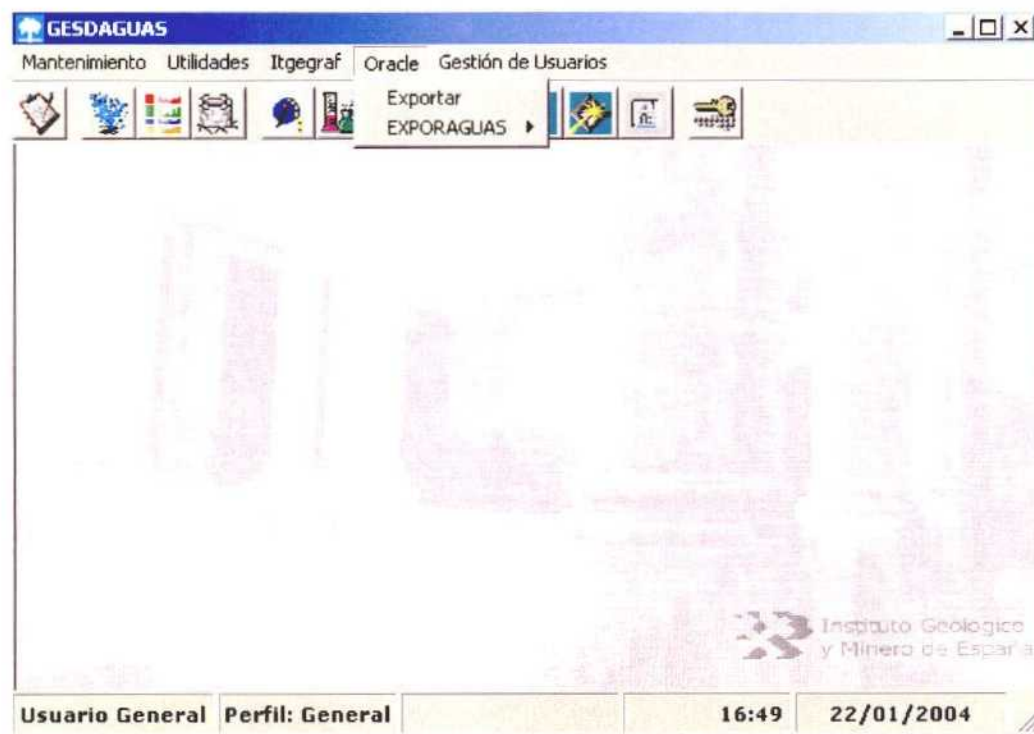 GESDAGUAS
Mantenimiento Utilidades Itgegraf Oracle Gestión de Usuarios
Exportar
EXPORAGUAS
Instituto Geologico
y Minero de España
Usuario General Perfil: General 16:49 22/01/2004